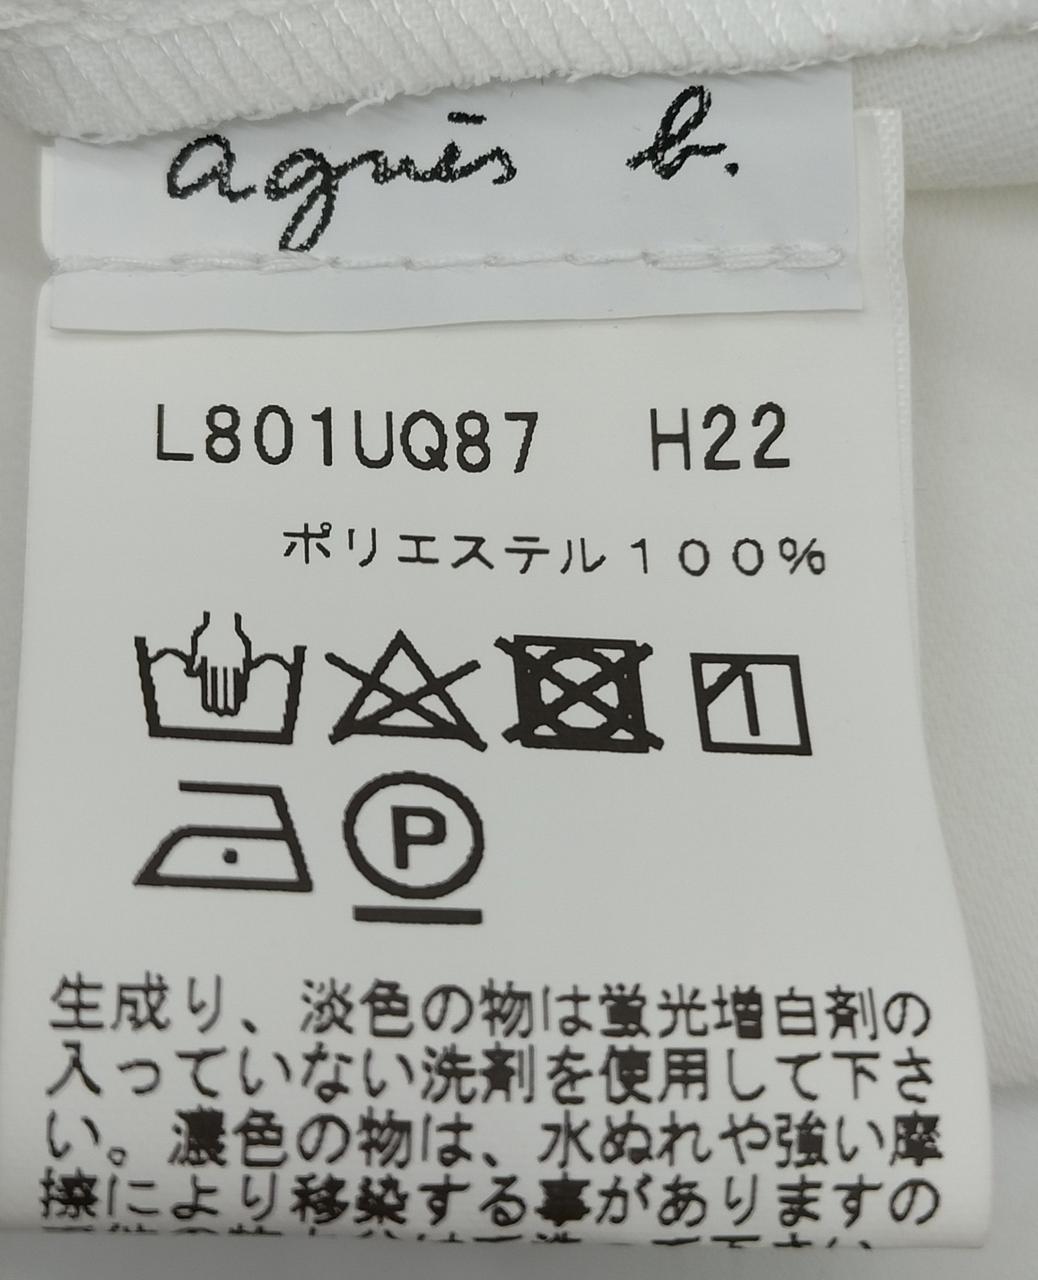 agnès b.
L801UQ87 H22
ポリエステル100%
1
P
生成り、淡色の物は蛍光増白剤の
入っていない洗剤を使用して下さ
い。濃色の物は、水ぬれや強い摩
擦により移染する事がありますの